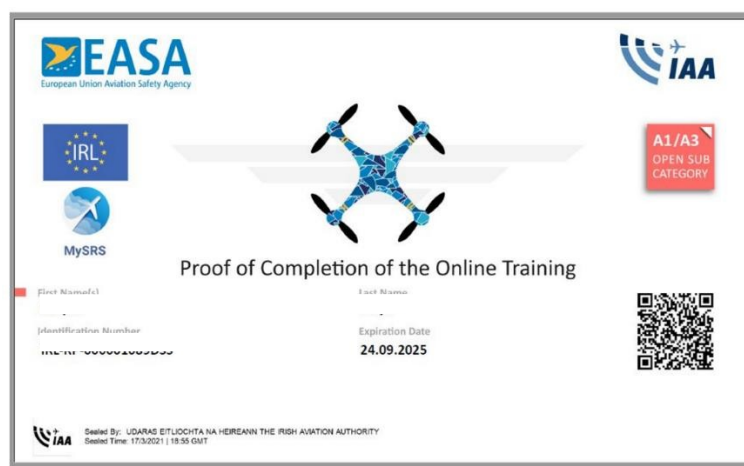 EASA
European Union Aviation Safety Agency
IAA
IRL
MySRS
A1/A3
OPEN SUB
CATEGORY
Proof of Completion of the Online Training
First Name(s)
Last Name
Identification Number
Expiration Date
24.09.2025
IAA
Sealed By: UDARAS EITLIOCHTA NA HEIREANN THE IRISH AVIATION AUTHORITY
Sealed Time: 17/3/2021 | 18:55 GMT